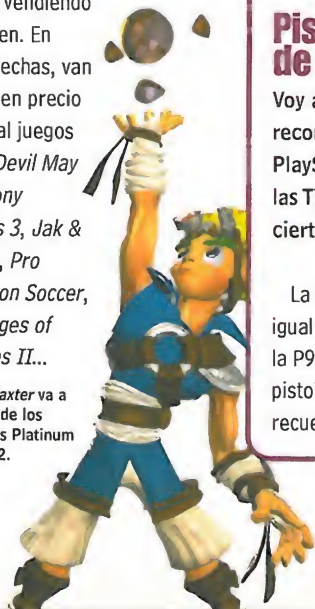 vendiendo
en. En
echas, van
en precio
al juegos
Devil May
ony
s 3, Jak &
, Pro
on Soccer,
ges of
es II...
axter va a
de los
s Platinum
2.
Pis
de
Voy a
recor
PlayS
las T
ciert
La
igual
la P9
pisto
recue